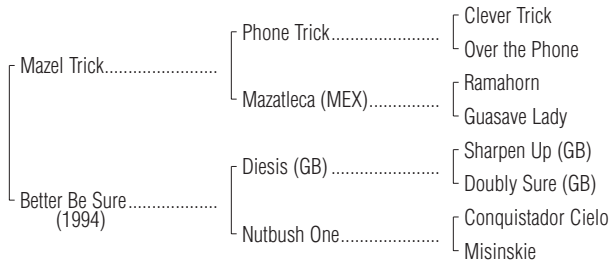 Clever Trick
Phone Trick
Over the Phone
Mazel Trick
Ramahorn
Mazatleca (MEX)
Guasave Lady
Sharpen Up (GB)
Diesis (GB)
Doubly Sure (GB)
Better Be Sure
(1994)
Conquistador Cielo
Nutbush One
Misinskie